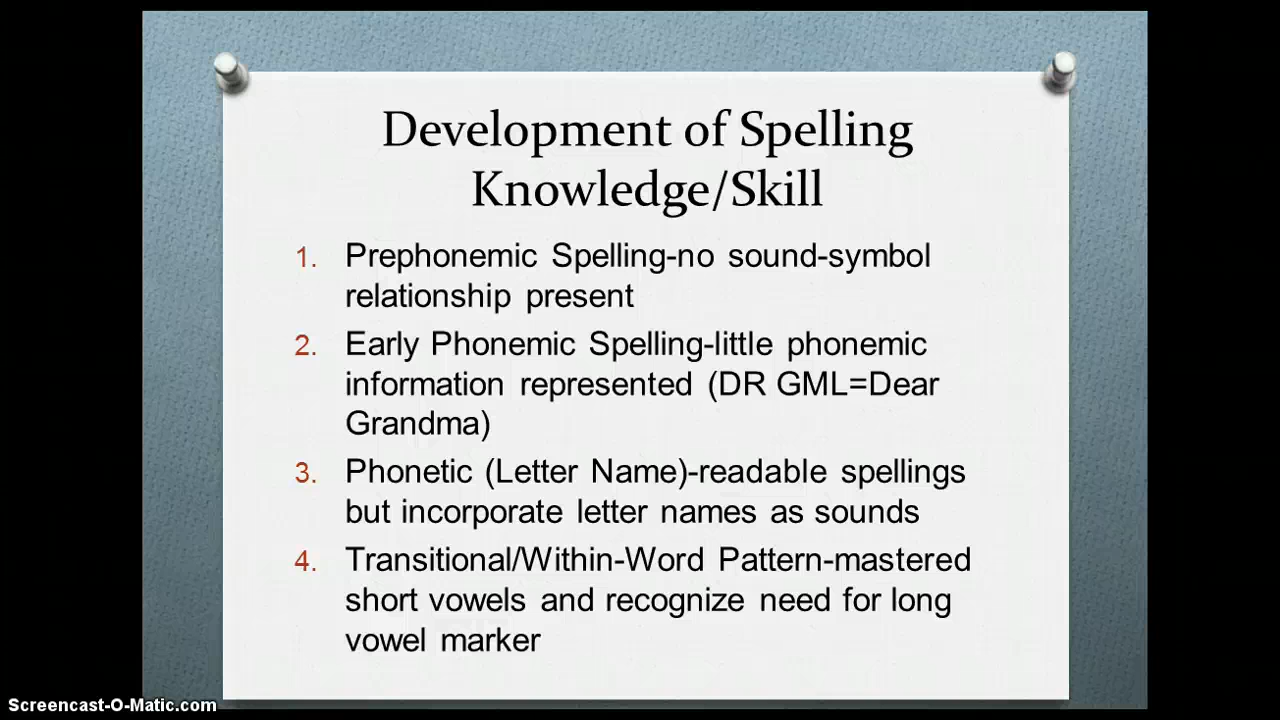 Development of Spelling
Knowledge/Skill
1. Prephonemic Spelling-no sound-symbol
relationship present
2. Early Phonemic Spelling-little phonemic
information represented (DR GML=Dear
Grandma)
3. Phonetic (Letter Name)-readable spellings
but incorporate letter names as sounds
4. Transitional/Within-Word Pattern-mastered
short vowels and recognize need for long
vowel marker
Screencast-O-Matic.com